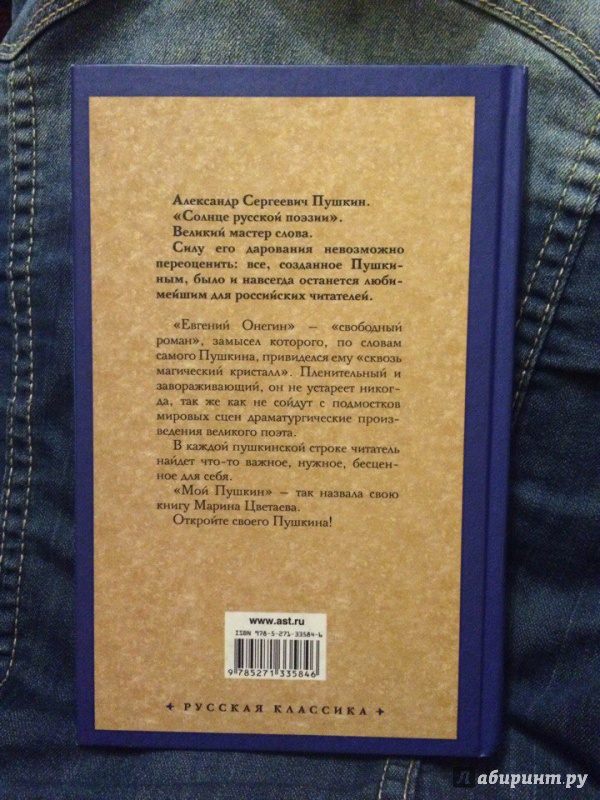 Александр Сергеевич Пушкин.
«Солнце русской поэзии».
Великий мастер слова.
Силу его дарования невозможно
переоценить: все, созданное Пушки-
ным, было и навсегда останется люби-
мейшим для российских читателей.
«Евгений Онегин» — «свободный
роман», замысел которого, по словам
самого Пушкина, привиделся ему «сквозь
магический кристалл». Пленительный и
завораживающий, он не устареет никог-
да, так же как не сойдут с подмостков
мировых сцен драматургические произ-
ведения великого поэта.
В каждой пушкинской строке читатель
найдет что-то важное, нужное, бесцен-
ное для себя.
«Мой Пушкин» — так назвала свою
книгу Марина Цветаева.
Откройте своего Пушкина!
www.ast.ru
ISBN 978-5-271-33584-6
9 785271 335846
РУССКАЯ КЛАССИКА
Лабиринт.ру